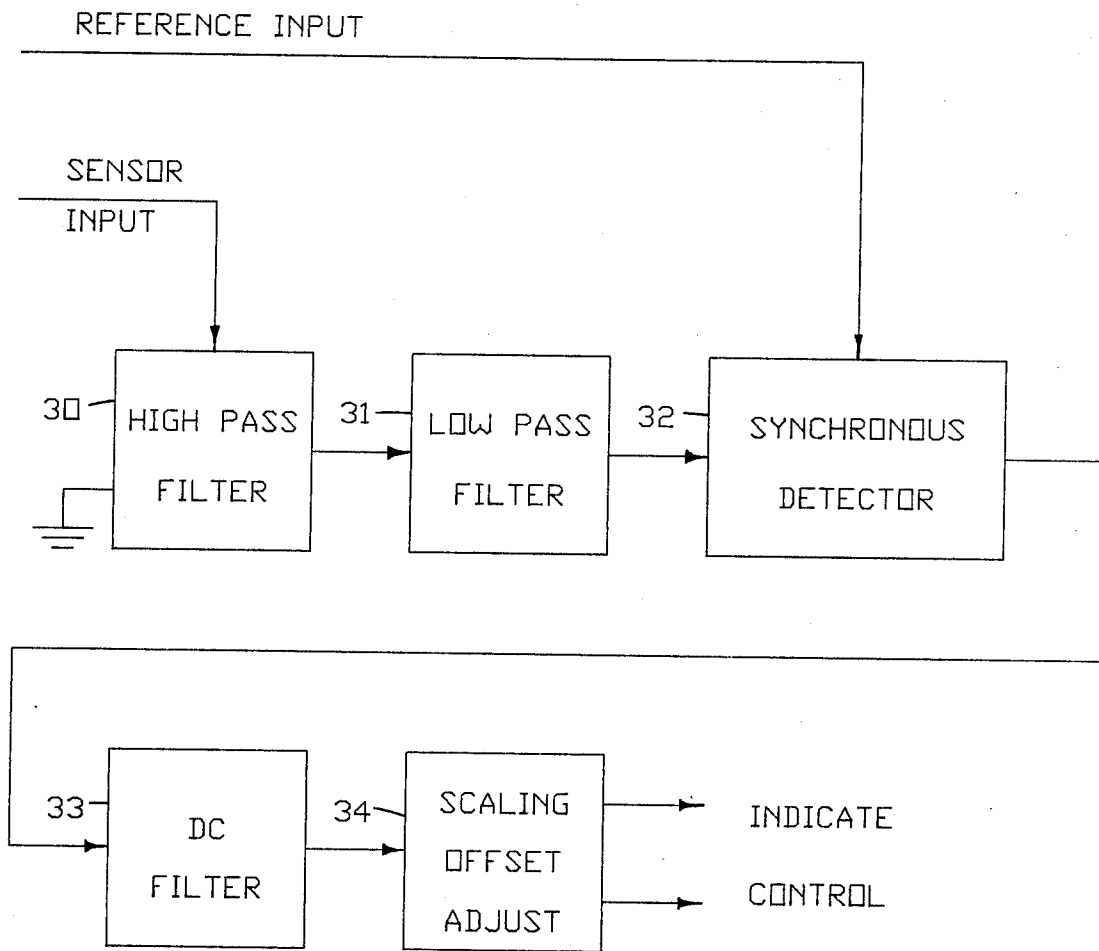 REFERENCE INPUT
SENSOR
INPUT
30
HIGH PASS
FILTER
31
LOW PASS
FILTER
32
SYNCHRONOUS
DETECTOR
33
DC
FILTER
34
SCALING
OFFSET
ADJUST
INDICATE
CONTROL